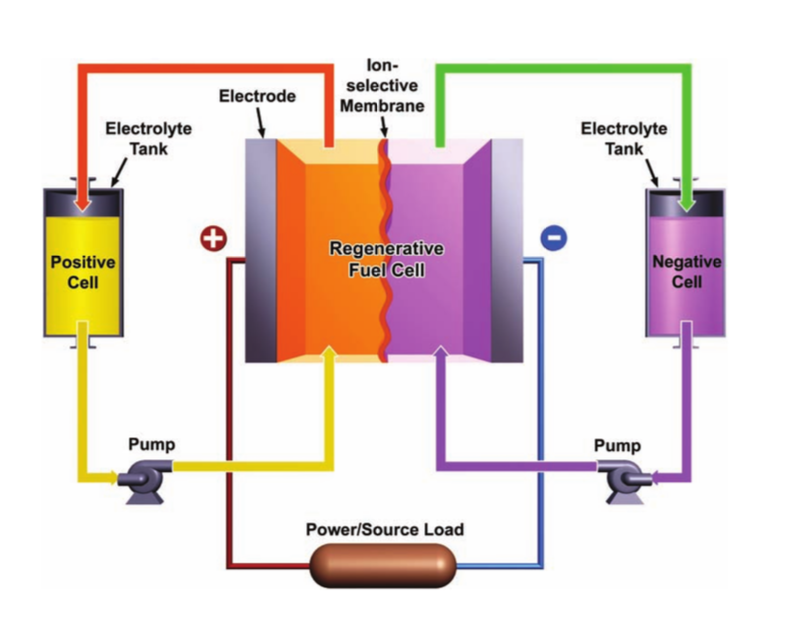 Ion-
selective
Membrane
Electrode
Electrolyte
Tank
Electrolyte
Tank
+
-
Regenerative
Fuel Cell
Positive
Cell
Negative
Cell
Pump
Pump
Power/Source Load